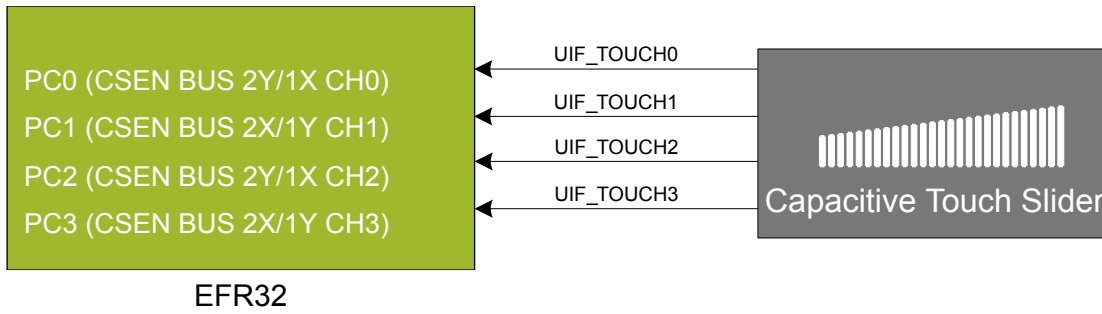 PC0 (CSEN BUS 2Y/1X CH0)
PC1 (CSEN BUS 2X/1Y CH1)
PC2 (CSEN BUS 2Y/1X CH2)
PC3 (CSEN BUS 2X/1Y CH3)
EFR32
UIF_TOUCH0
UIF_TOUCH1
UIF_TOUCH2
UIF_TOUCH3
Capacitive Touch Slider